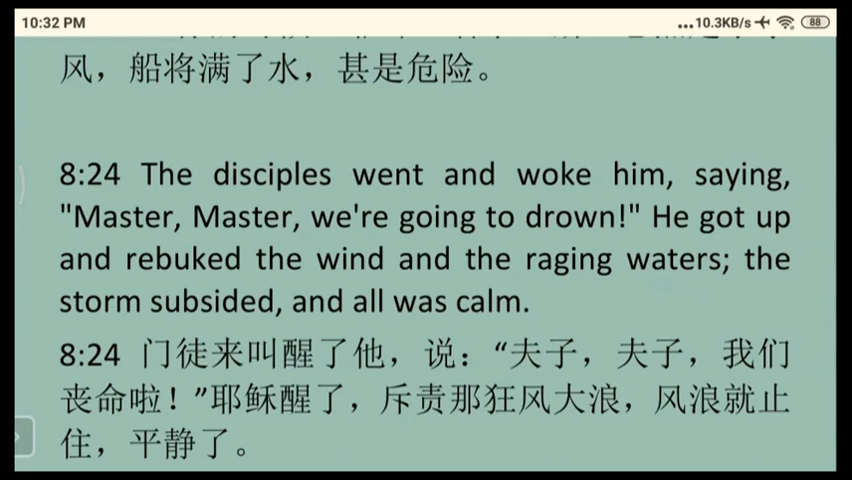 10:32 PM
...10.3KB/s
88
风，船将满了水，甚是危险。
8:24 The disciples went and woke him, saying,
"Master, Master, we're going to drown!" He got up
and rebuked the wind and the raging waters; the
storm subsided, and all was calm.
8:24 门徒来叫醒了他，说：“夫子，夫子，我们
丧命啦！”耶稣醒了，斥责那狂风大浪，风浪就止
住，平静了。